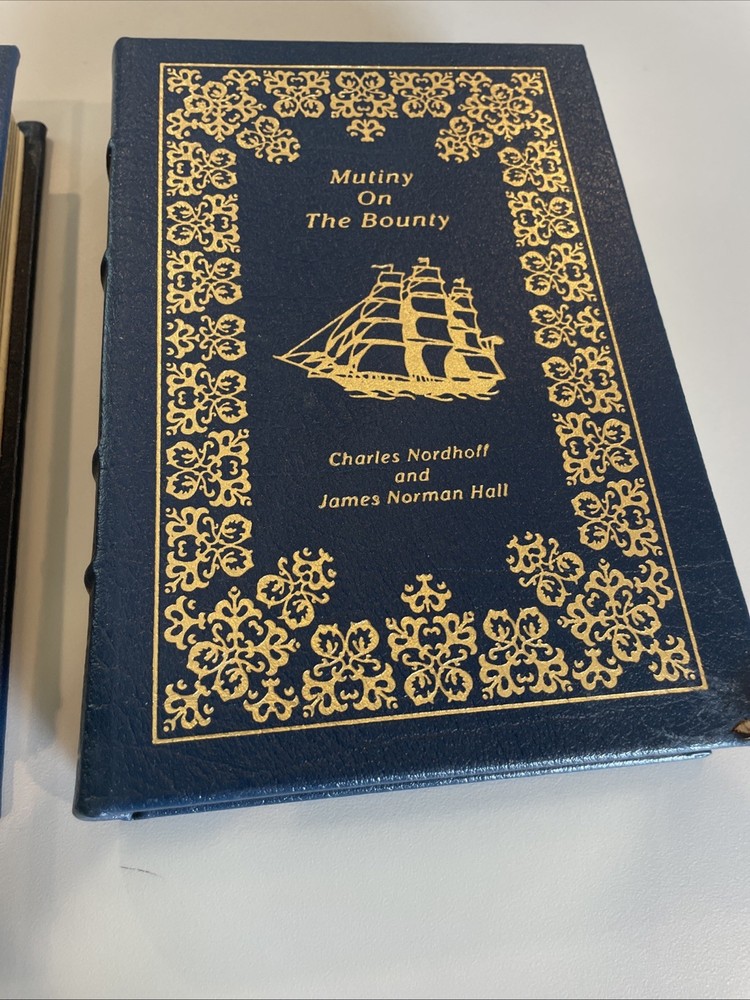 Mutiny
On
The Bounty
Charles Nordhoff
and
James Norman Hall